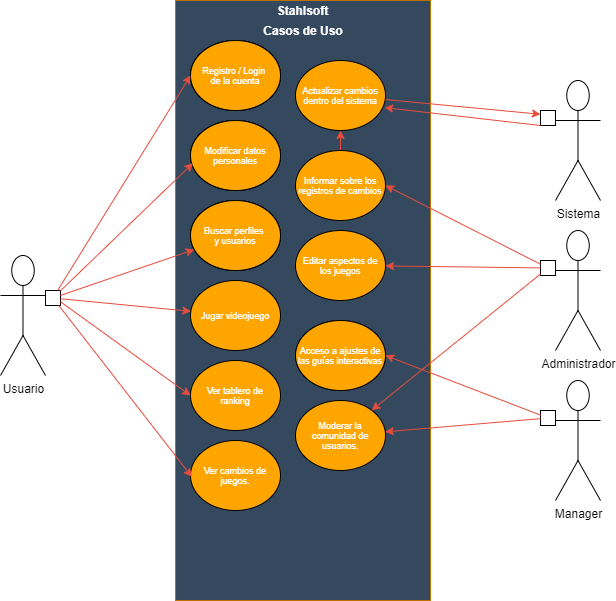 Stahlsoft
Casos de Uso
Registro / Login
de la cuenta
Actualizar cambios
dentro del sistema
Modificar datos
personales
Informar sobre los
registros de cambios
Sistema
Buscar perfiles
y usuarios
Editar aspectos de
los juegos
Jugar videojuego
Usuario
Acceso a ajustes de
las guías interactivas
Administrador
Ver tablero de
ranking
Moderar la
comunidad de
usuarios.
Ver cambios de
juegos.
Manager